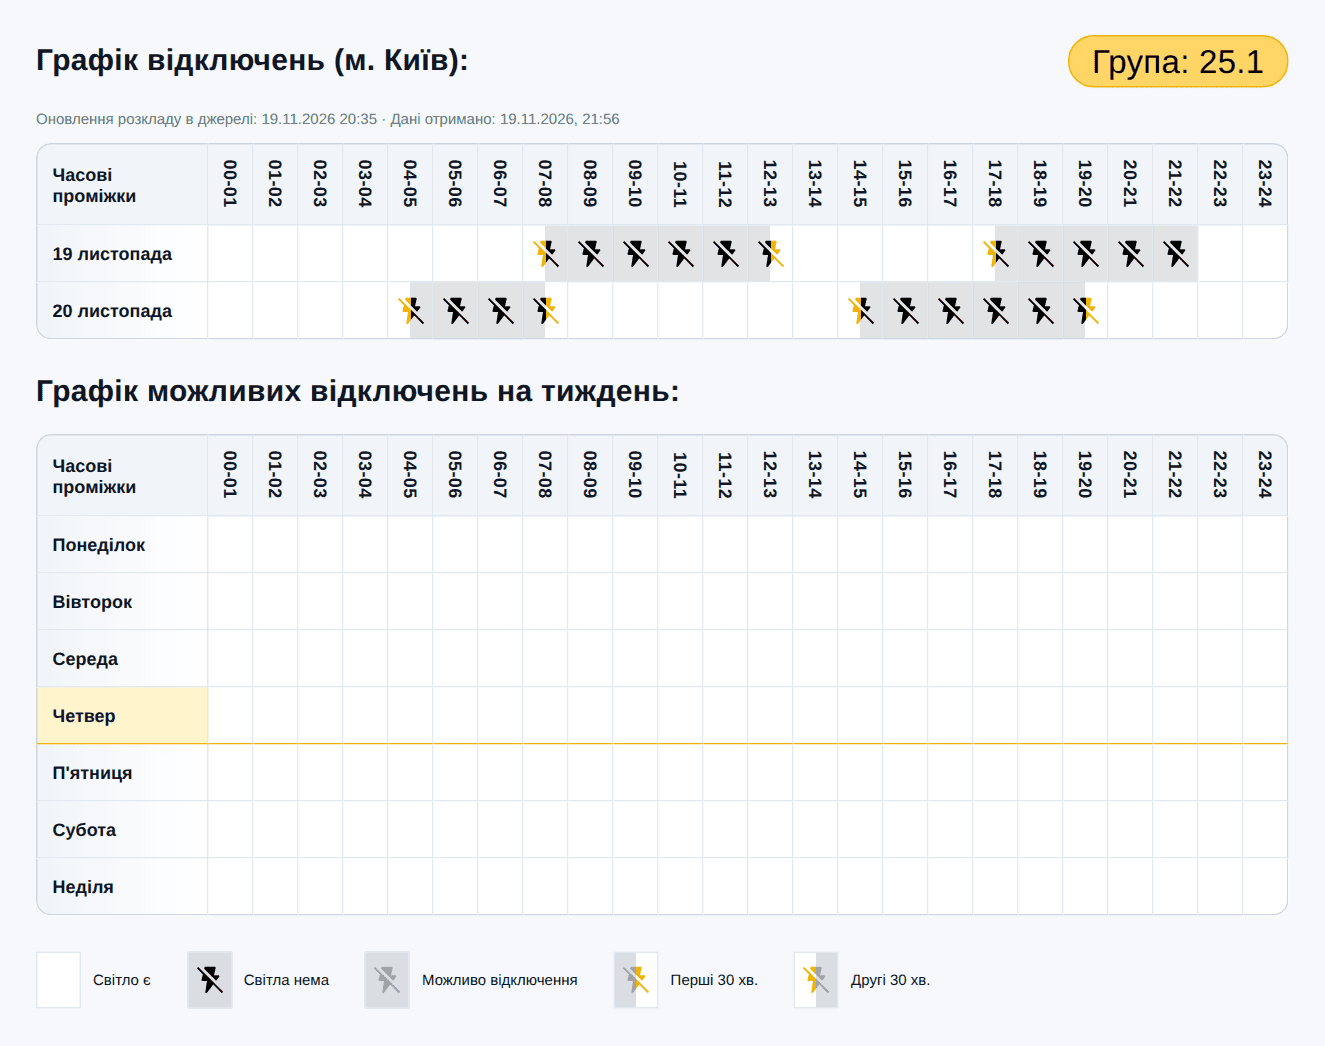 Графік відключень (м. Київ):
Група: 25.1
Оновлення розкладу в джерелі: 19.11.2026 20:35 · Дані отримано: 19.11.2026, 21:56
Часові проміжки 00-01 01-02 02-03 03-04 04-05 05-06 06-07 07-08 08-09 09-10 10-11 11-12 12-13 13-14 14-15 15-16 16-17 17-18 18-19 19-20 20-21 21-22 22-23 23-24
19 листопада
20 листопада
Графік можливих відключень на тиждень:
Часові проміжки 00-01 01-02 02-03 03-04 04-05 05-06 06-07 07-08 08-09 09-10 10-11 11-12 12-13 13-14 14-15 15-16 16-17 17-18 18-19 19-20 20-21 21-22 22-23 23-24
Понеділок
Вівторок
Середа
Четвер
П'ятниця
Субота
Неділя
Світло є Світла нема Можливо відключення Перші 30 хв. Другі 30 хв.